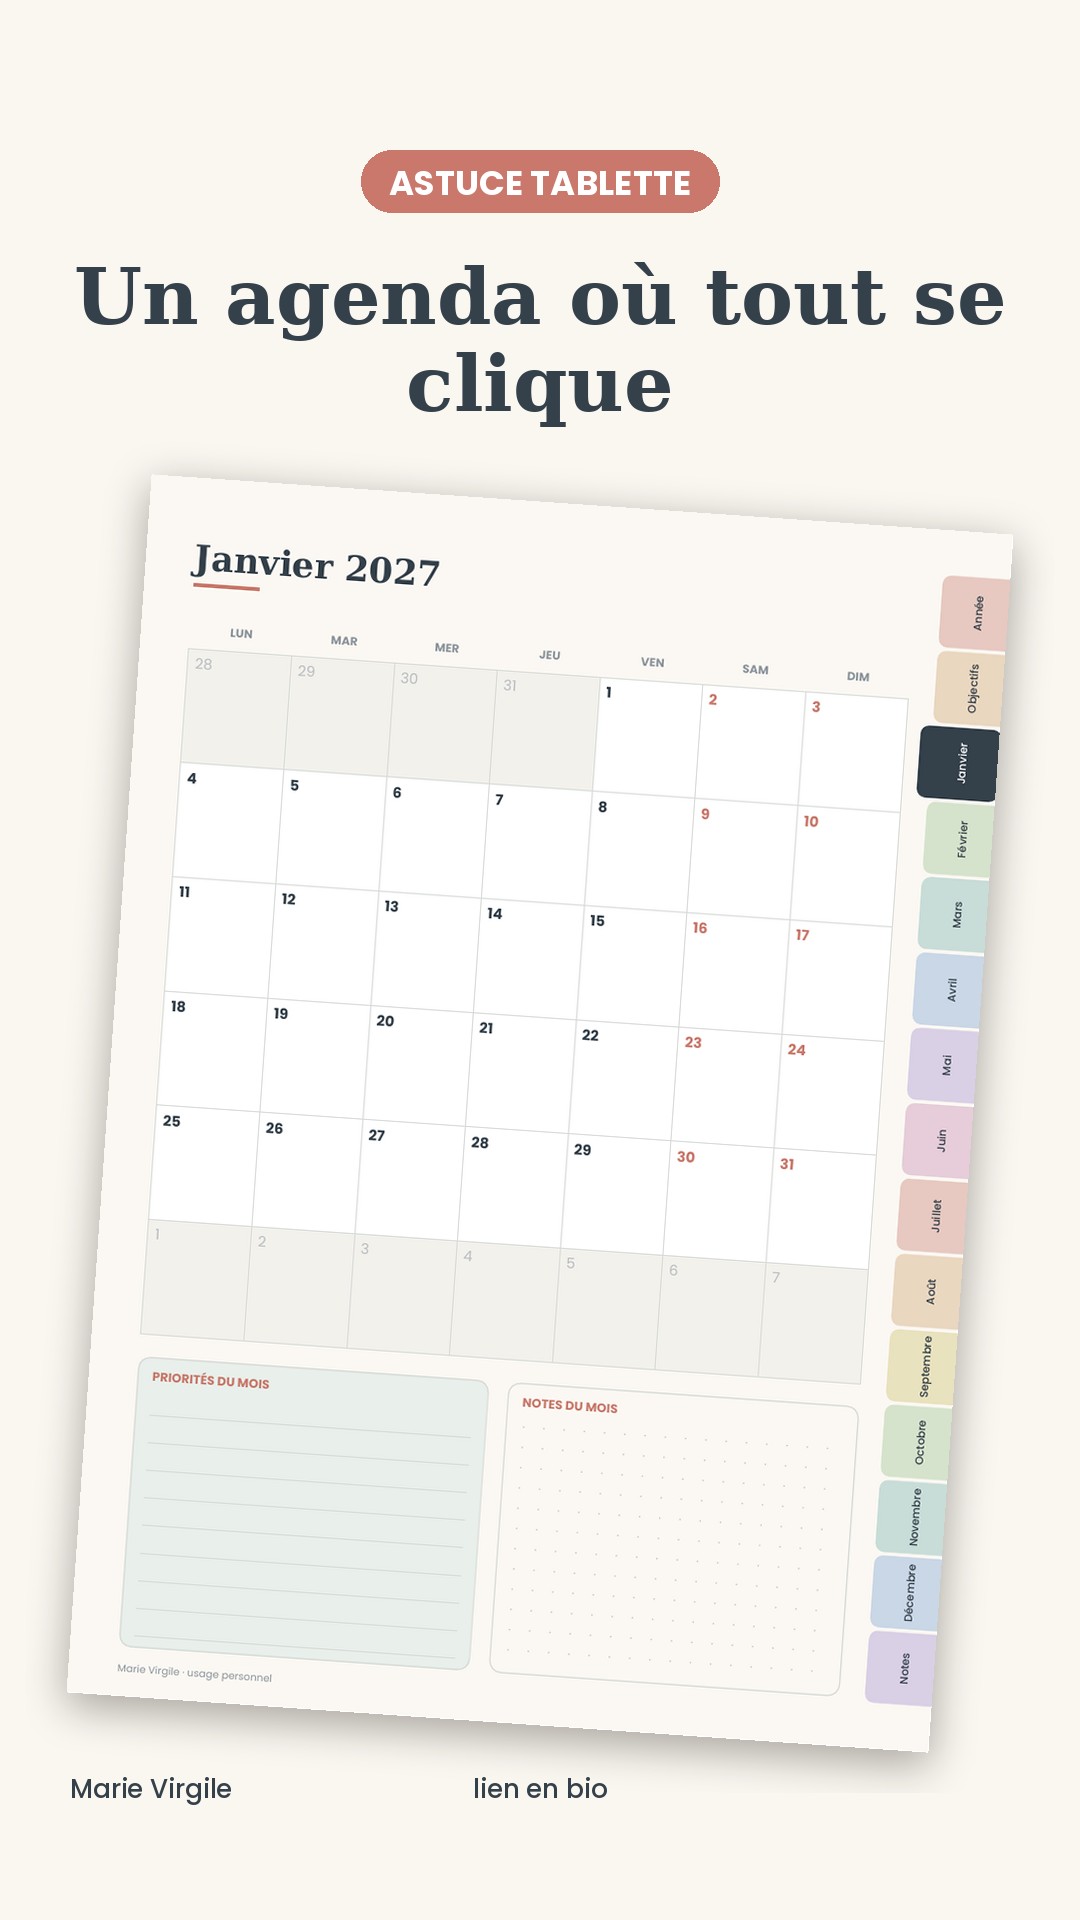 ASTUCE TABLETTE
Un agenda où tout se
clique
Janvier 2027
LUN MAR MER JEU VEN SAM DIM
28 29 30 31 1 2 3
4 5 6 7 8 9 10
11 12 13 14 15 16 17
18 19 20 21 22 23 24
25 26 27 28 29 30 31
1 2 3 4 5 6 7
Année
Objectifs
Janvier
Février
Mars
Avril
Mai
Juin
Juillet
Août
Septembre
Octobre
Novembre
Décembre
Notes
PRIORITÉS DU MOIS
NOTES DU MOIS
Marie Virgile · usage personnel
Marie Virgile
lien en bio